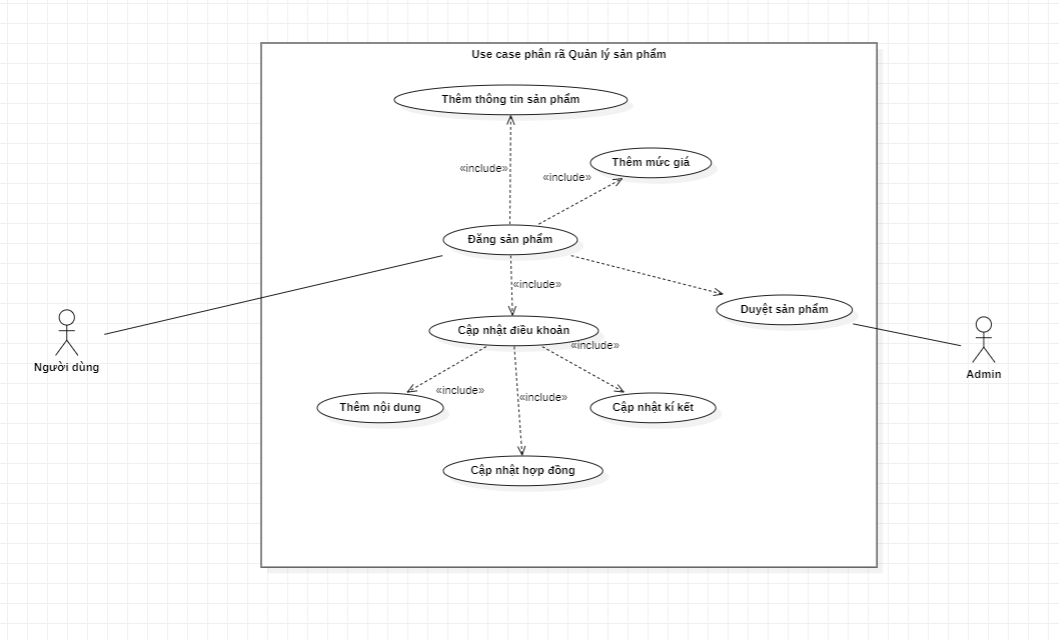 Use case phân rã Quản lý sản phẩm
Thêm thông tin sản phẩm
«include»
Thêm mức giá
«include»
Đăng sản phẩm
«include»
Duyệt sản phẩm
Người dùng
Admin
Cập nhật điều khoản
«include»
«include»
«include»
Thêm nội dung
Cập nhật kí kết
Cập nhật hợp đồng